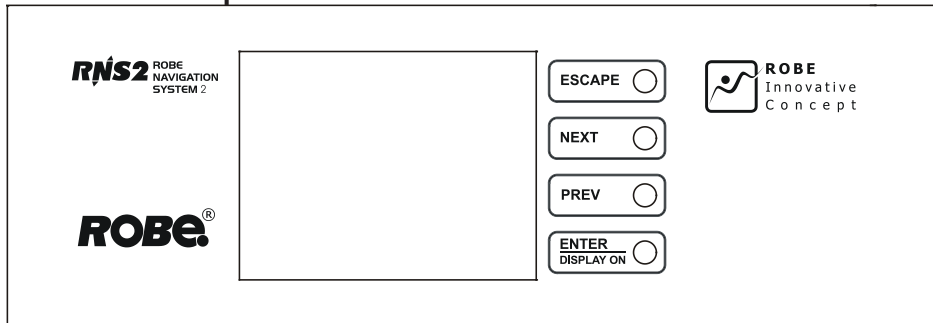 RNS2 ROBE
NAVIGATION
SYSTEM 2
ROBE®
ESCAPE
NEXT
PREV
ENTER
DISPLAY ON
ROBE
Innovative
Concept